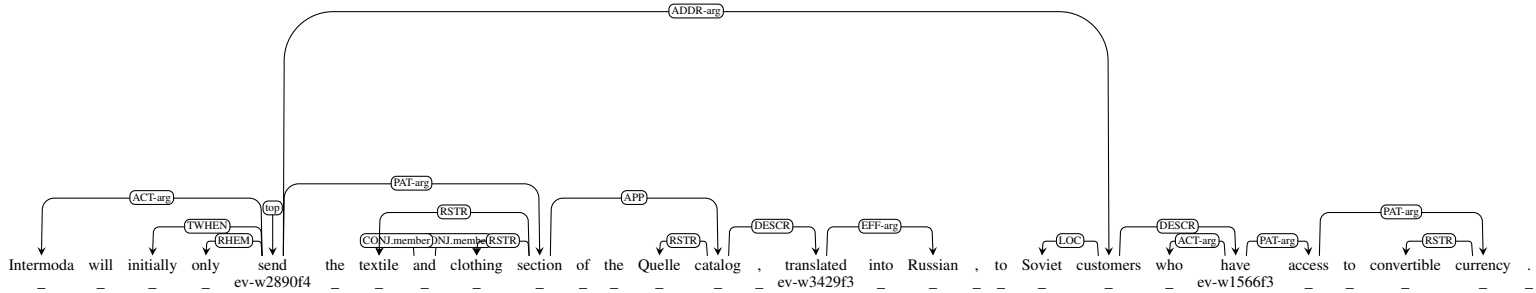 ADDR-arg
PAT-arg
ACT-arg APP
top PAT-arg
RSTR
TWHEN DESCR EFF-arg DESCR
RHEM CONJ.member RSTR RSTR LOC ACT-arg PAT-arg RSTR
Intermoda will initially only send the textile and clothing section of the Quelle catalog , translated into Russian , to Soviet customers who have access to convertible currency .
ev-w2890f4 ev-w3429f3 ev-w1566f3
_ _ _ _ _ _ _ _ _ _ _ _ _ _ _ _ _ _ _ _ _ _ _ _ _ _